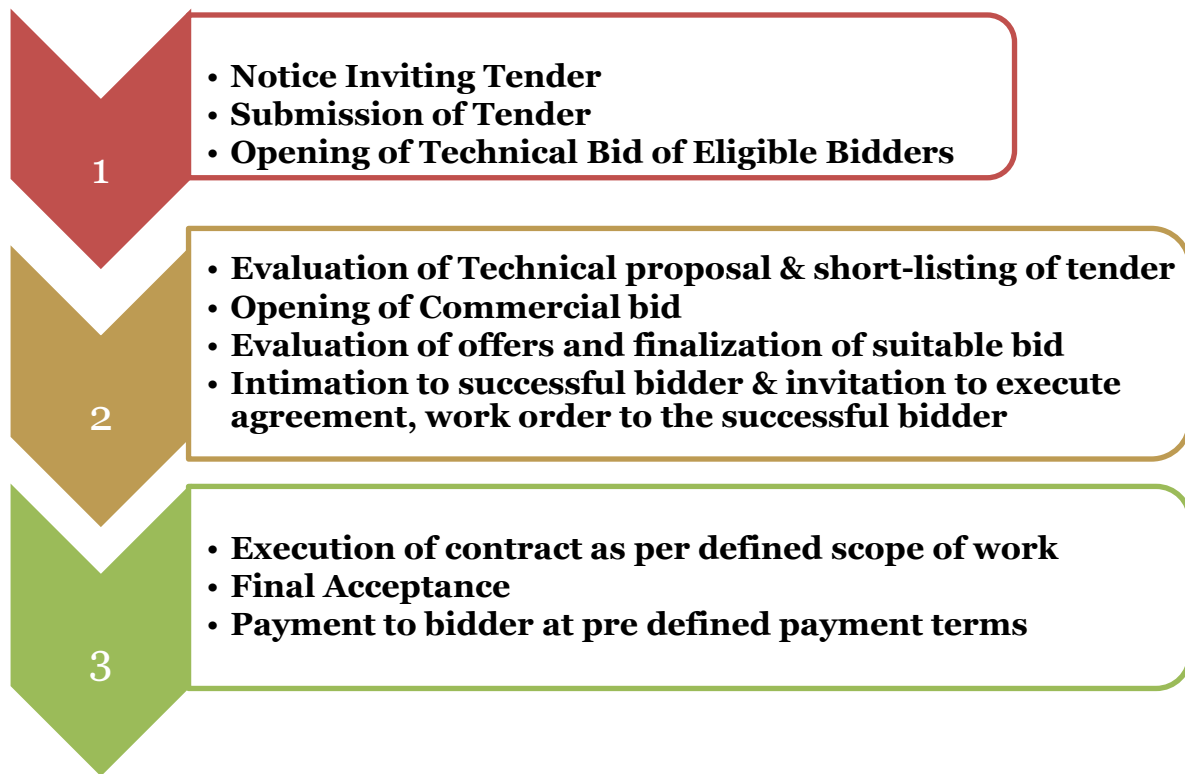 1
• Notice Inviting Tender
• Submission of Tender
• Opening of Technical Bid of Eligible Bidders
2
• Evaluation of Technical proposal & short-listing of tender
• Opening of Commercial bid
• Evaluation of offers and finalization of suitable bid
• Intimation to successful bidder & invitation to execute
agreement, work order to the successful bidder
3
• Execution of contract as per defined scope of work
• Final Acceptance
• Payment to bidder at pre defined payment terms